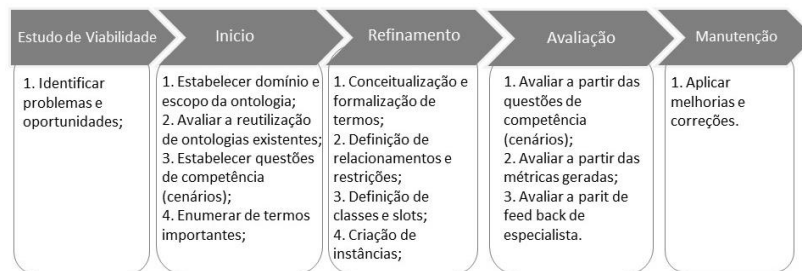 Estudo de Viabilidade
Inicio
Refinamento
Avaliação
Manutenção
1. Identificar
problemas e
oportunidades;
1. Estabelecer domínio e
escopo da ontologia;
2. Avaliar a reutilização
de ontologias existentes;
3. Estabelecer questões
de competência
(cenários);
4. Enumerar de termos
importantes;
1. Conceitualização e
formalização de
termos;
2. Definição de
relacionamentos e
restrições;
3. Definição de
classes e slots;
4. Criação de
instâncias;
1. Avaliar a partir das
questões de
competência
(cenários);
2. Avaliar a partir das
métricas geradas;
3. Avaliar a parit de
feed back de
especialista.
1. Aplicar
melhorias e
correções.